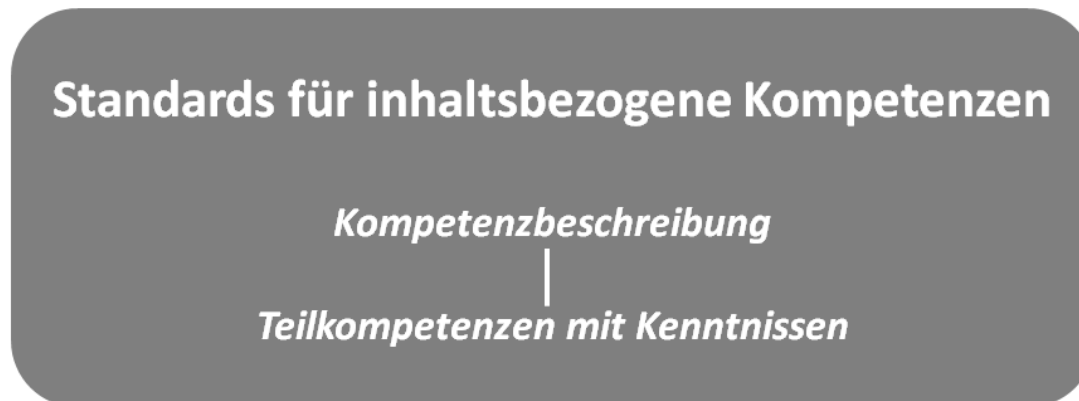 Standards für inhaltsbezogene Kompetenzen
Kompetenzbeschreibung
Teilkompetenzen mit Kenntnissen